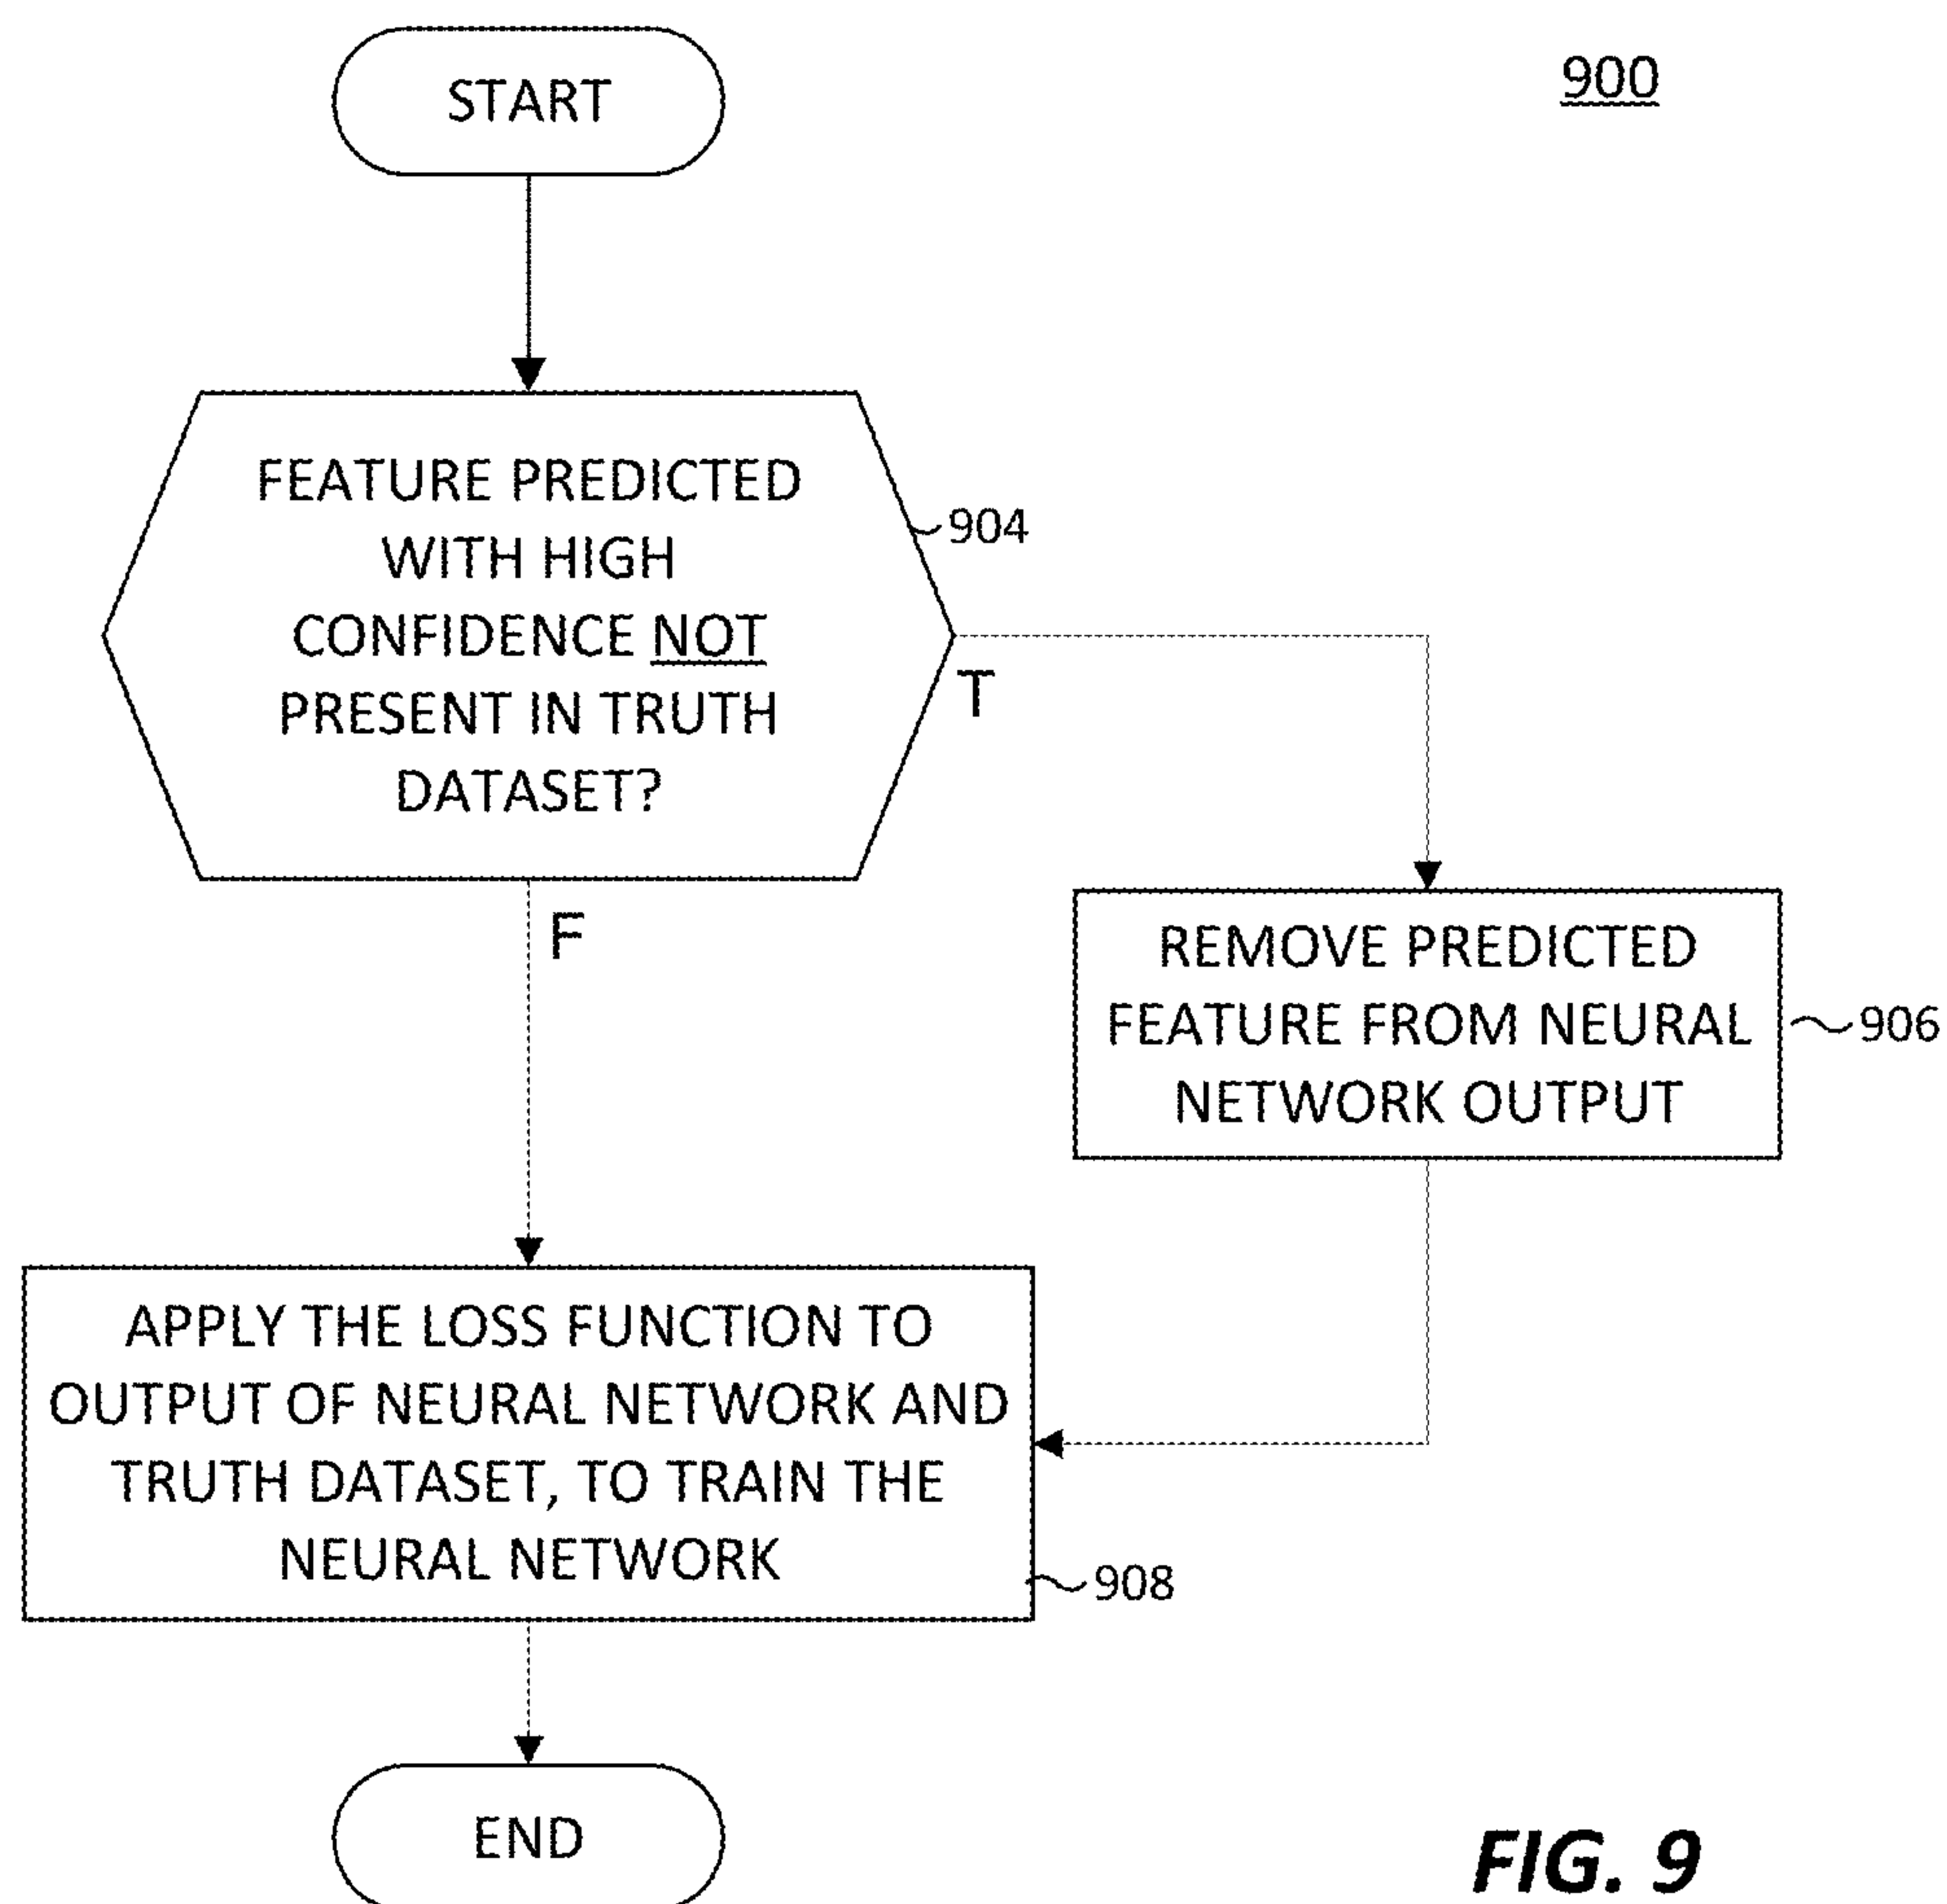 START
900
FEATURE PREDICTED
WITH HIGH
CONFIDENCE NOT
PRESENT IN TRUTH
DATASET?
904
T
F
REMOVE PREDICTED
FEATURE FROM NEURAL
NETWORK OUTPUT
906
APPLY THE LOSS FUNCTION TO
OUTPUT OF NEURAL NETWORK AND
TRUTH DATASET, TO TRAIN THE
NEURAL NETWORK
908
END
FIG. 9